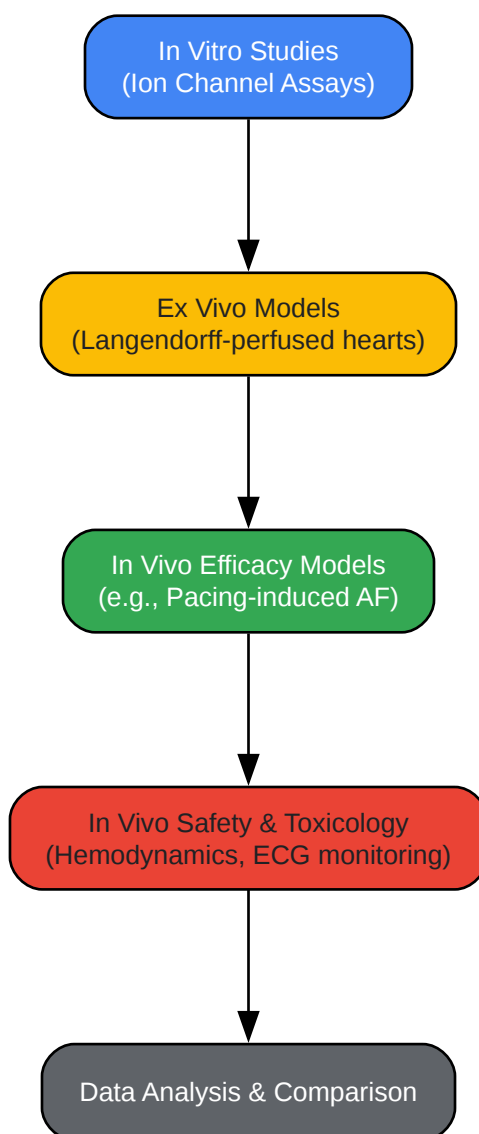 In Vitro Studies
(Ion Channel Assays)
Ex Vivo Models
(Langendorff-perfused hearts)
In Vivo Efficacy Models
(e.g., Pacing-induced AF)
In Vivo Safety & Toxicology
(Hemodynamics, ECG monitoring)
Data Analysis & Comparison